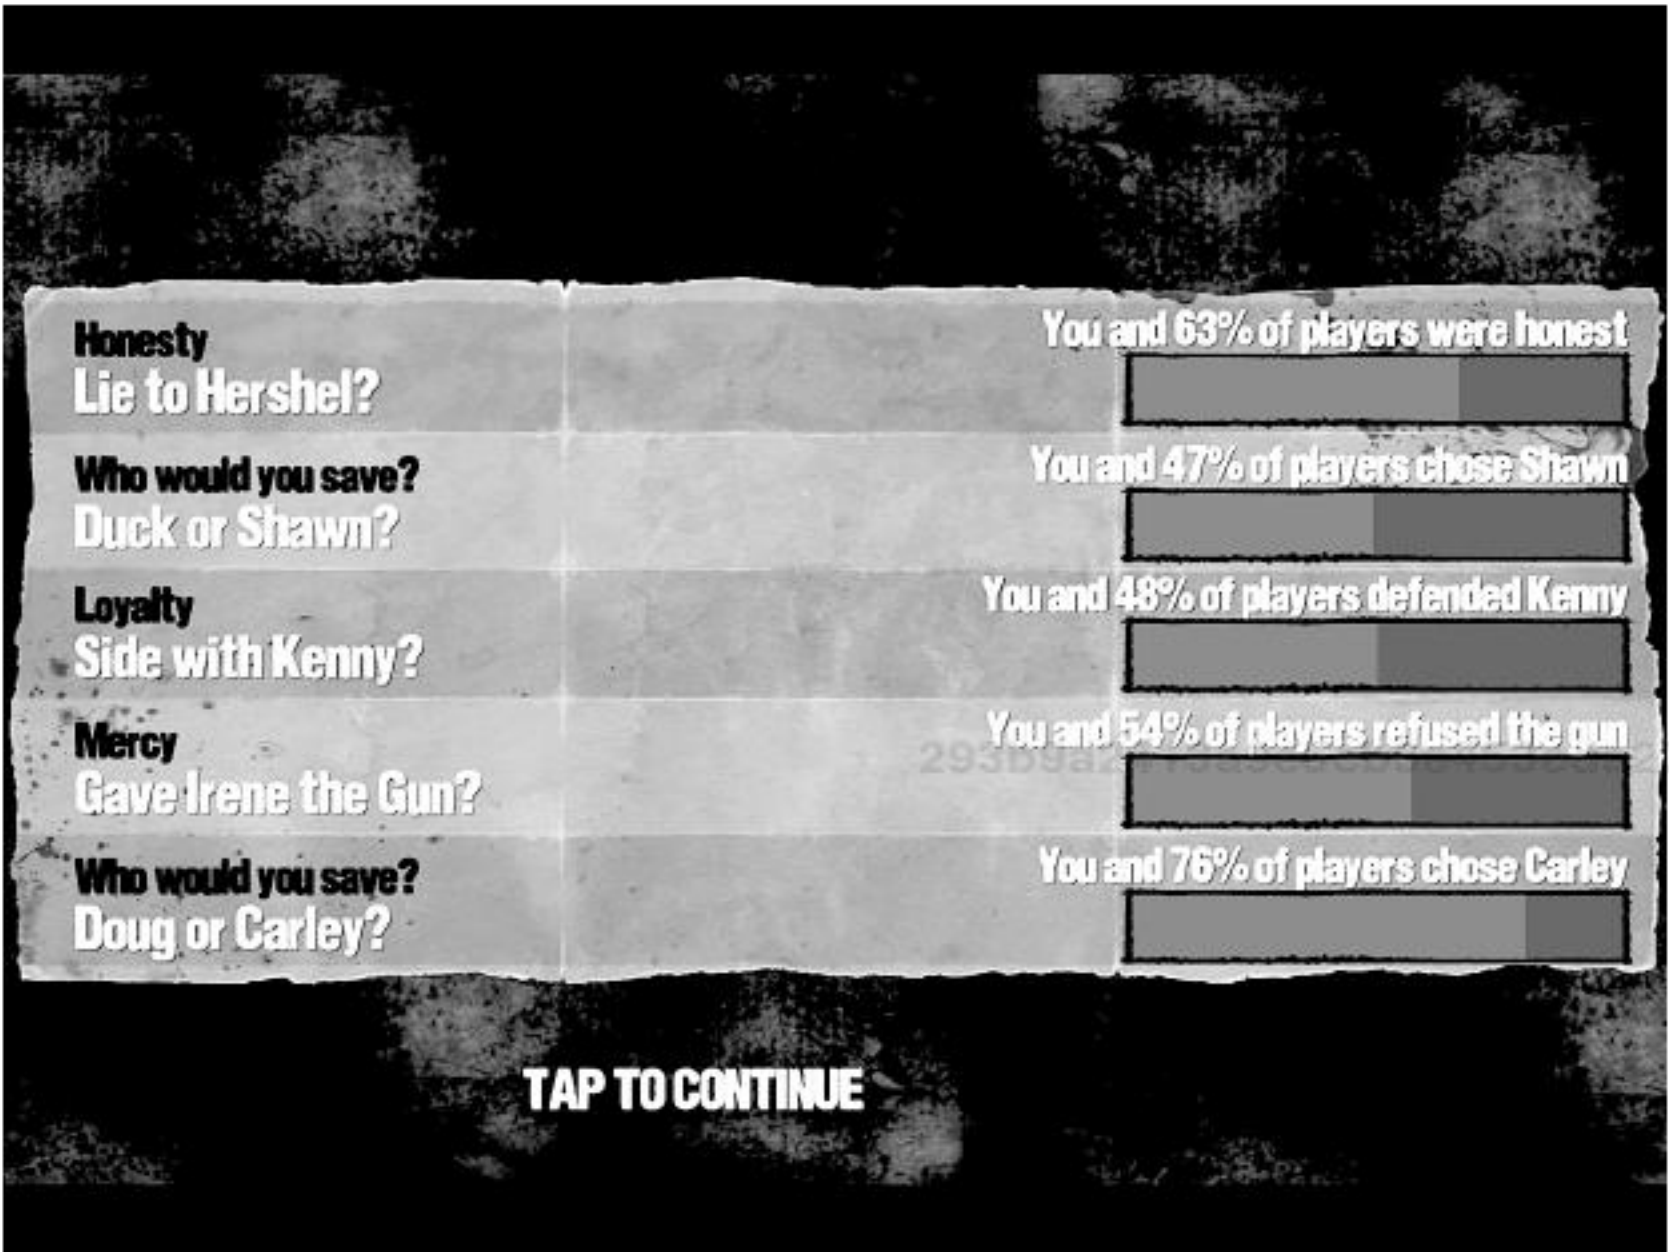 Honesty
Lie to Hershel?
You and 63% of players were honest
Who would you save?
Duck or Shawn?
You and 47% of players chose Shawn
Loyalty
Side with Kenny?
You and 48% of players defended Kenny
Mercy
Gave Irene the Gun?
You and 54% of players refused the gun
Who would you save?
Doug or Carley?
You and 76% of players chose Carley
TAP TO CONTINUE